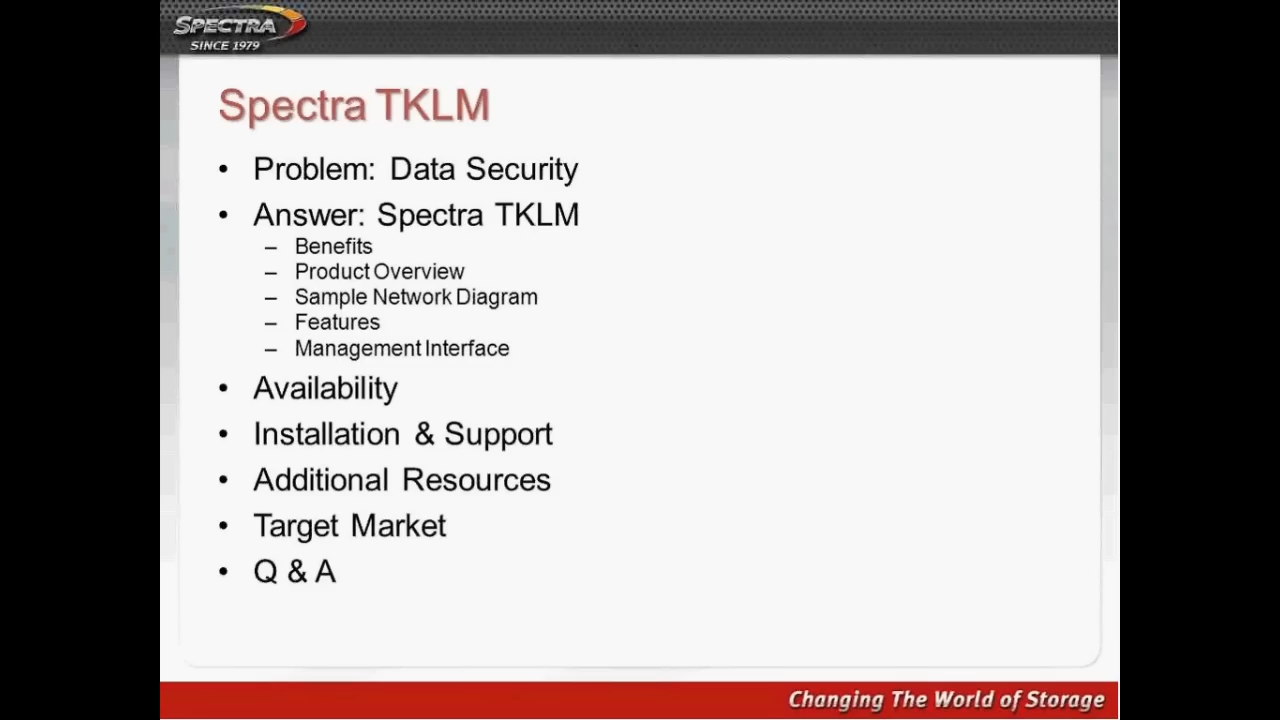 SPECTRA
SINCE 1979
Spectra TKLM
• Problem: Data Security
• Answer: Spectra TKLM
– Benefits
– Product Overview
– Sample Network Diagram
– Features
– Management Interface
• Availability
• Installation & Support
• Additional Resources
• Target Market
• Q & A
Changing The World of Storage